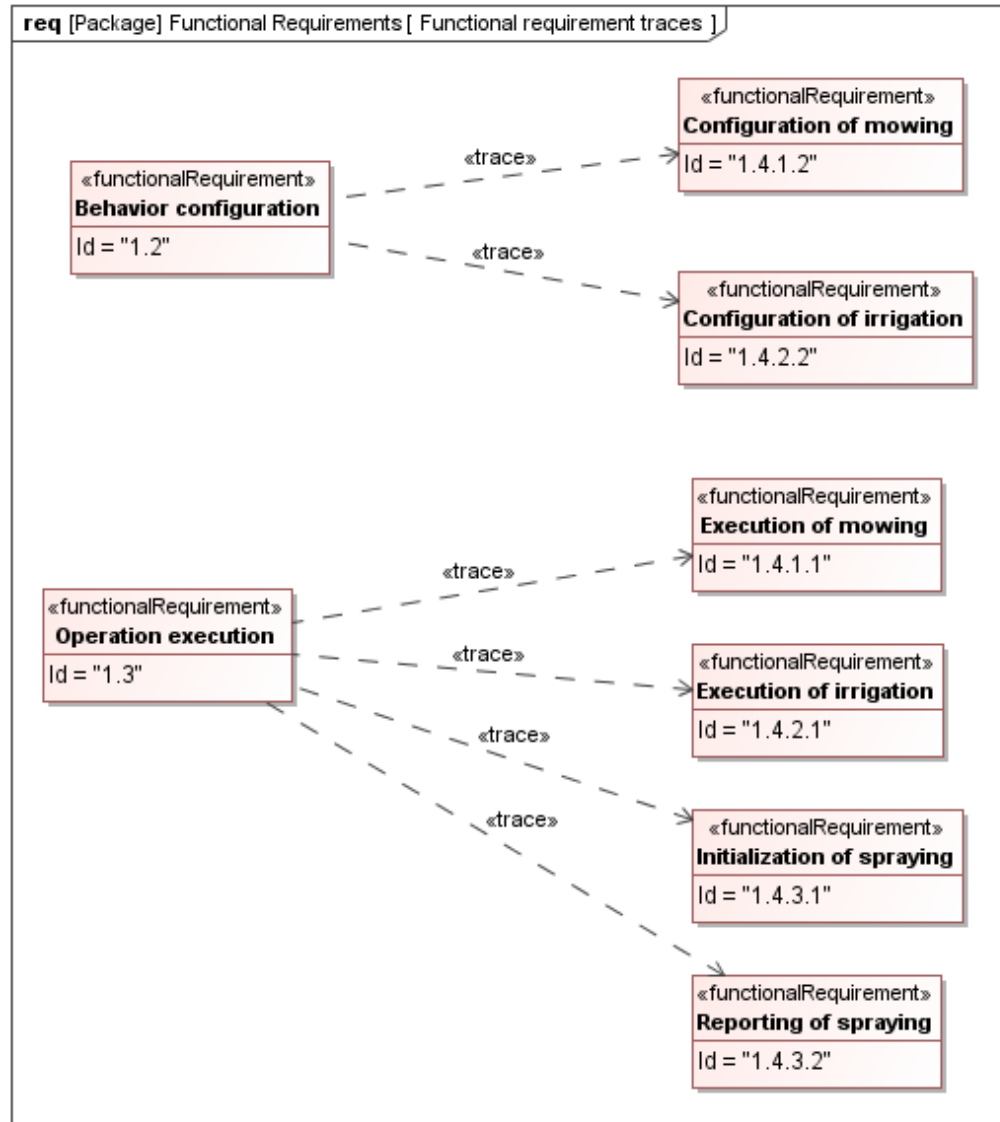 req [Package] Functional Requirements [ Functional requirement traces ]
«functionalRequirement»
Configuration of mowing
Id = "1.4.1.2"
«trace»
«functionalRequirement»
Behavior configuration
Id = "1.2"
«trace»
«functionalRequirement»
Configuration of irrigation
Id = "1.4.2.2"
«functionalRequirement»
Execution of mowing
Id = "1.4.1.1"
«trace»
«functionalRequirement»
Operation execution
Id = "1.3"
«trace»
«functionalRequirement»
Execution of irrigation
Id = "1.4.2.1"
«trace»
«functionalRequirement»
Initialization of spraying
Id = "1.4.3.1"
«trace»
«functionalRequirement»
Reporting of spraying
Id = "1.4.3.2"